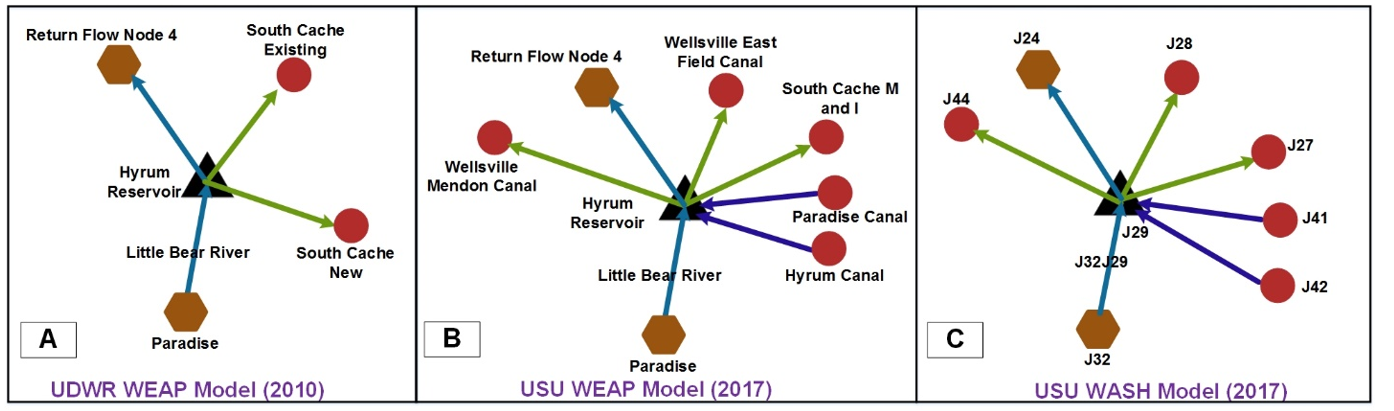 Return Flow Node 4
South Cache
Existing
Hyrum
Reservoir
Little Bear River
South Cache
New
Paradise
A
UDWR WEAP Model (2010)
Return Flow Node 4
Wellsville East
Field Canal
South Cache M
and I
Wellsville
Mendon Canal
Hyrum
Reservoir
Paradise Canal
Hyrum Canal
Little Bear River
Paradise
B
USU WEAP Model (2017)
J24
J28
J44
J27
J41
J29
J32J29
J42
J32
C
USU WASH Model (2017)